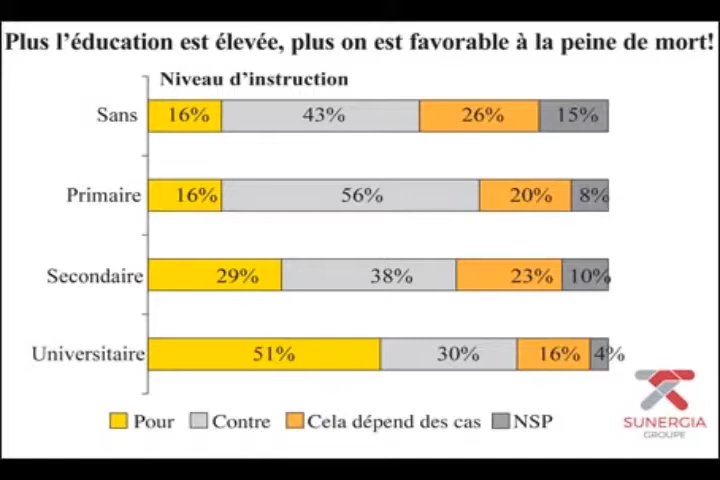 Plus l'éducation est élevée, plus on est favorable à la peine de mort!
Niveau d'instruction
Sans 16% 43% 26% 15%
Primaire 16% 56% 20% 8%
Secondaire 29% 38% 23% 10%
Universitaire 51% 30% 16% 4%
Pour Contre Cela dépend des cas NSP
SUNERGIA
GROUPE